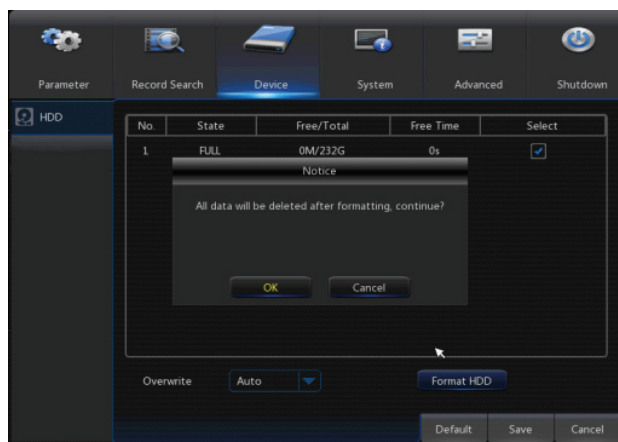 Parameter Record Search Device System Advanced Shutdown
HDD
No. State Free/Total Free Time Select
1 FULL 0M/232G 0s
Notice
All data will be deleted after formatting, continue?
OK Cancel
Overwrite Auto Format HDD
Default Save Cancel